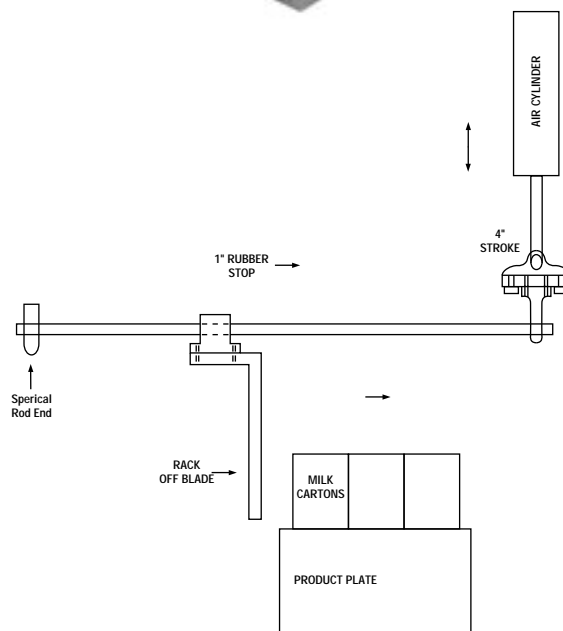 AIR CYLINDER
4"
STROKE
1" RUBBER
STOP
Sperical
Rod End
RACK
OFF BLADE
MILK
CARTONS
PRODUCT PLATE